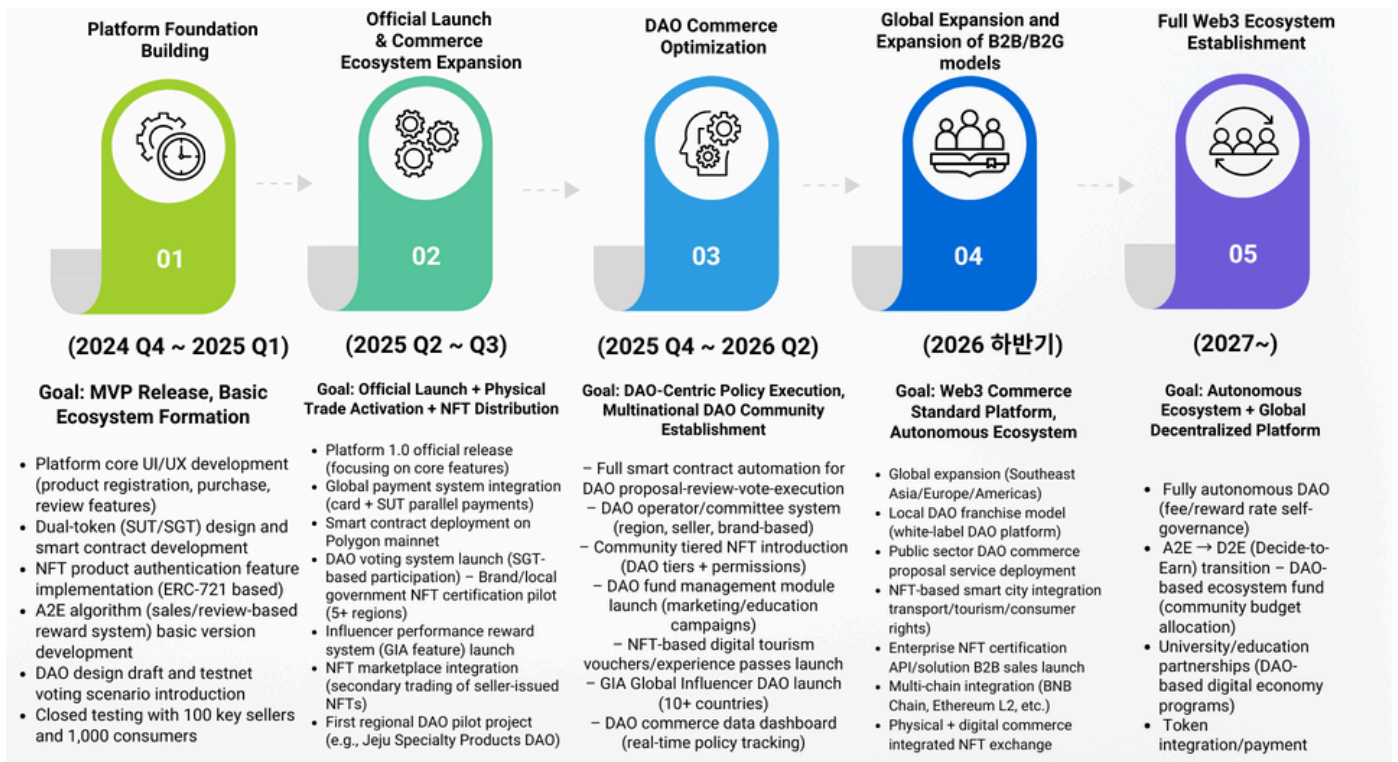 Platform Foundation
Building
01
(2024 Q4 ~ 2025 Q1)
Goal: MVP Release, Basic
Ecosystem Formation
• Platform core UI/UX development
(product registration, purchase,
review features)
• Dual-token (SUT/SGT) design and
smart contract development
• NFT product authentication feature
implementation (ERC-721 based)
• A2E algorithm (sales/review-based
reward system) basic version
development
• DAO design draft and testnet
voting scenario introduction
• Closed testing with 100 key sellers
and 1,000 consumers
Official Launch
& Commerce
Ecosystem Expansion
02
(2025 Q2 ~ Q3)
Goal: Official Launch + Physical
Trade Activation + NFT Distribution
• Platform 1.0 official release
(focusing on core features)
• Global payment system integration
(card + SUT parallel payments)
• Smart contract deployment on
Polygon mainnet
• DAO voting system launch (SGT-
based participation) – Brand/local
government NFT certification pilot
(5+ regions)
• Influencer performance reward
system (GIA feature) launch
• NFT marketplace integration
(secondary trading of seller-issued
NFTs)
• First regional DAO pilot project
(e.g., Jeju Specialty Products DAO)
DAO Commerce
Optimization
03
(2025 Q4 ~ 2026 Q2)
Goal: DAO-Centric Policy Execution,
Multinational DAO Community
Establishment
– Full smart contract automation for
DAO proposal-review-vote-execution
– DAO operator/committee system
(region, seller, brand-based)
– Community tiered NFT introduction
(DAO tiers + permissions)
– DAO fund management module
launch (marketing/education
campaigns)
– NFT-based digital tourism
vouchers/experience passes launch
– GIA Global Influencer DAO launch
(10+ countries)
– DAO commerce data dashboard
(real-time policy tracking)
Global Expansion and
Expansion of B2B/B2G
models
04
(2026 하반기)
Goal: Web3 Commerce
Standard Platform,
Autonomous Ecosystem
• Global expansion (Southeast
Asia/Europe/Americas)
• Local DAO franchise model
(white-label DAO platform)
• Public sector DAO commerce
proposal service deployment
• NFT-based smart city integration
transport/tourism/consumer
rights)
• Enterprise NFT certification
API/solution B2B sales launch
• Multi-chain integration (BNB
Chain, Ethereum L2, etc.)
• Physical + digital commerce
integrated NFT exchange
Full Web3 Ecosystem
Establishment
05
(2027~)
Goal: Autonomous
Ecosystem + Global
Decentralized Platform
• Fully autonomous DAO
(fee/reward rate self-
governance)
• A2E → D2E (Decide-to-
Earn) transition – DAO-
based ecosystem fund
(community budget
allocation)
• University/education
partnerships (DAO-
based digital economy
programs)
• Token
integration/payment